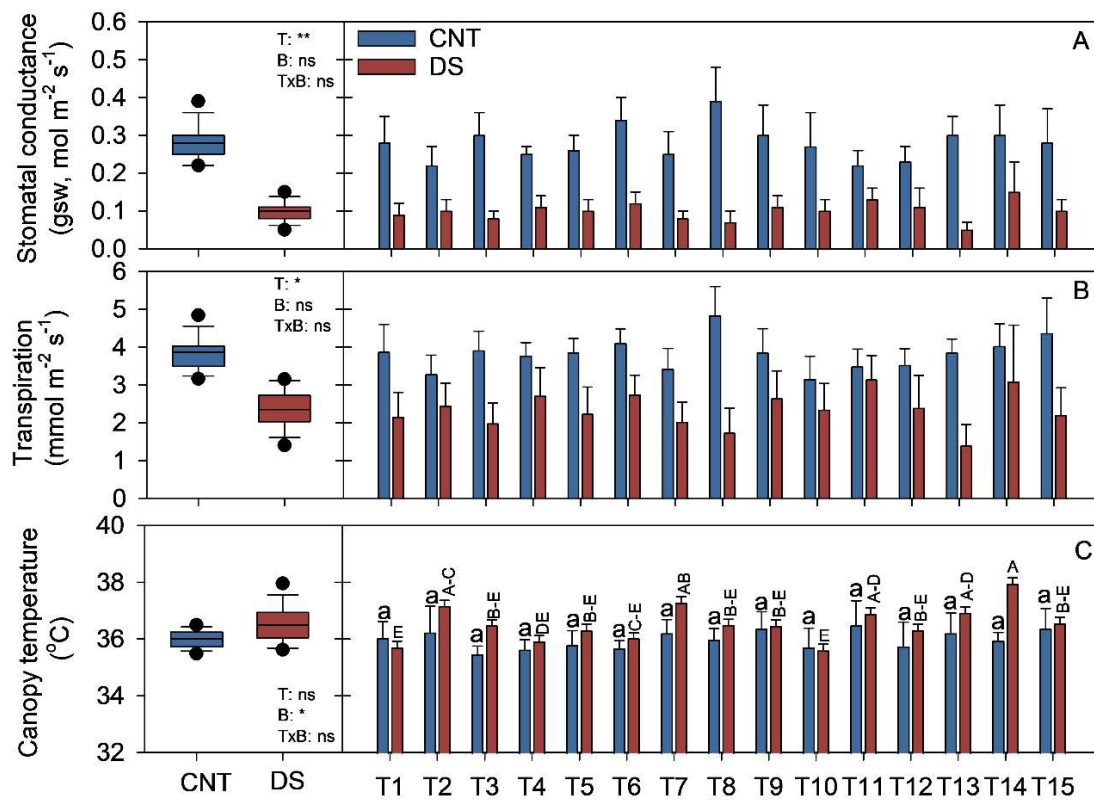 Stomatal conductance
(gsw, mol m⁻² s⁻¹)
0.6
0.5
0.4
0.3
0.2
0.1
0.0
T: **
B: ns
TxB: ns
CNT
DS
A
Transpiration
(mmol m⁻² s⁻¹)
6
5
4
3
2
1
0
T: *
B: ns
TxB: ns
B
Canopy temperature
(°C)
40
38
36
34
32
T: ns
B: *
TxB: ns
C
a E a A-C a B-E a DE a B-E a C-E a AB a B-E a B-E a E a A-D a B-E a A-D a A a B-E
CNT DS T1 T2 T3 T4 T5 T6 T7 T8 T9 T10 T11 T12 T13 T14 T15